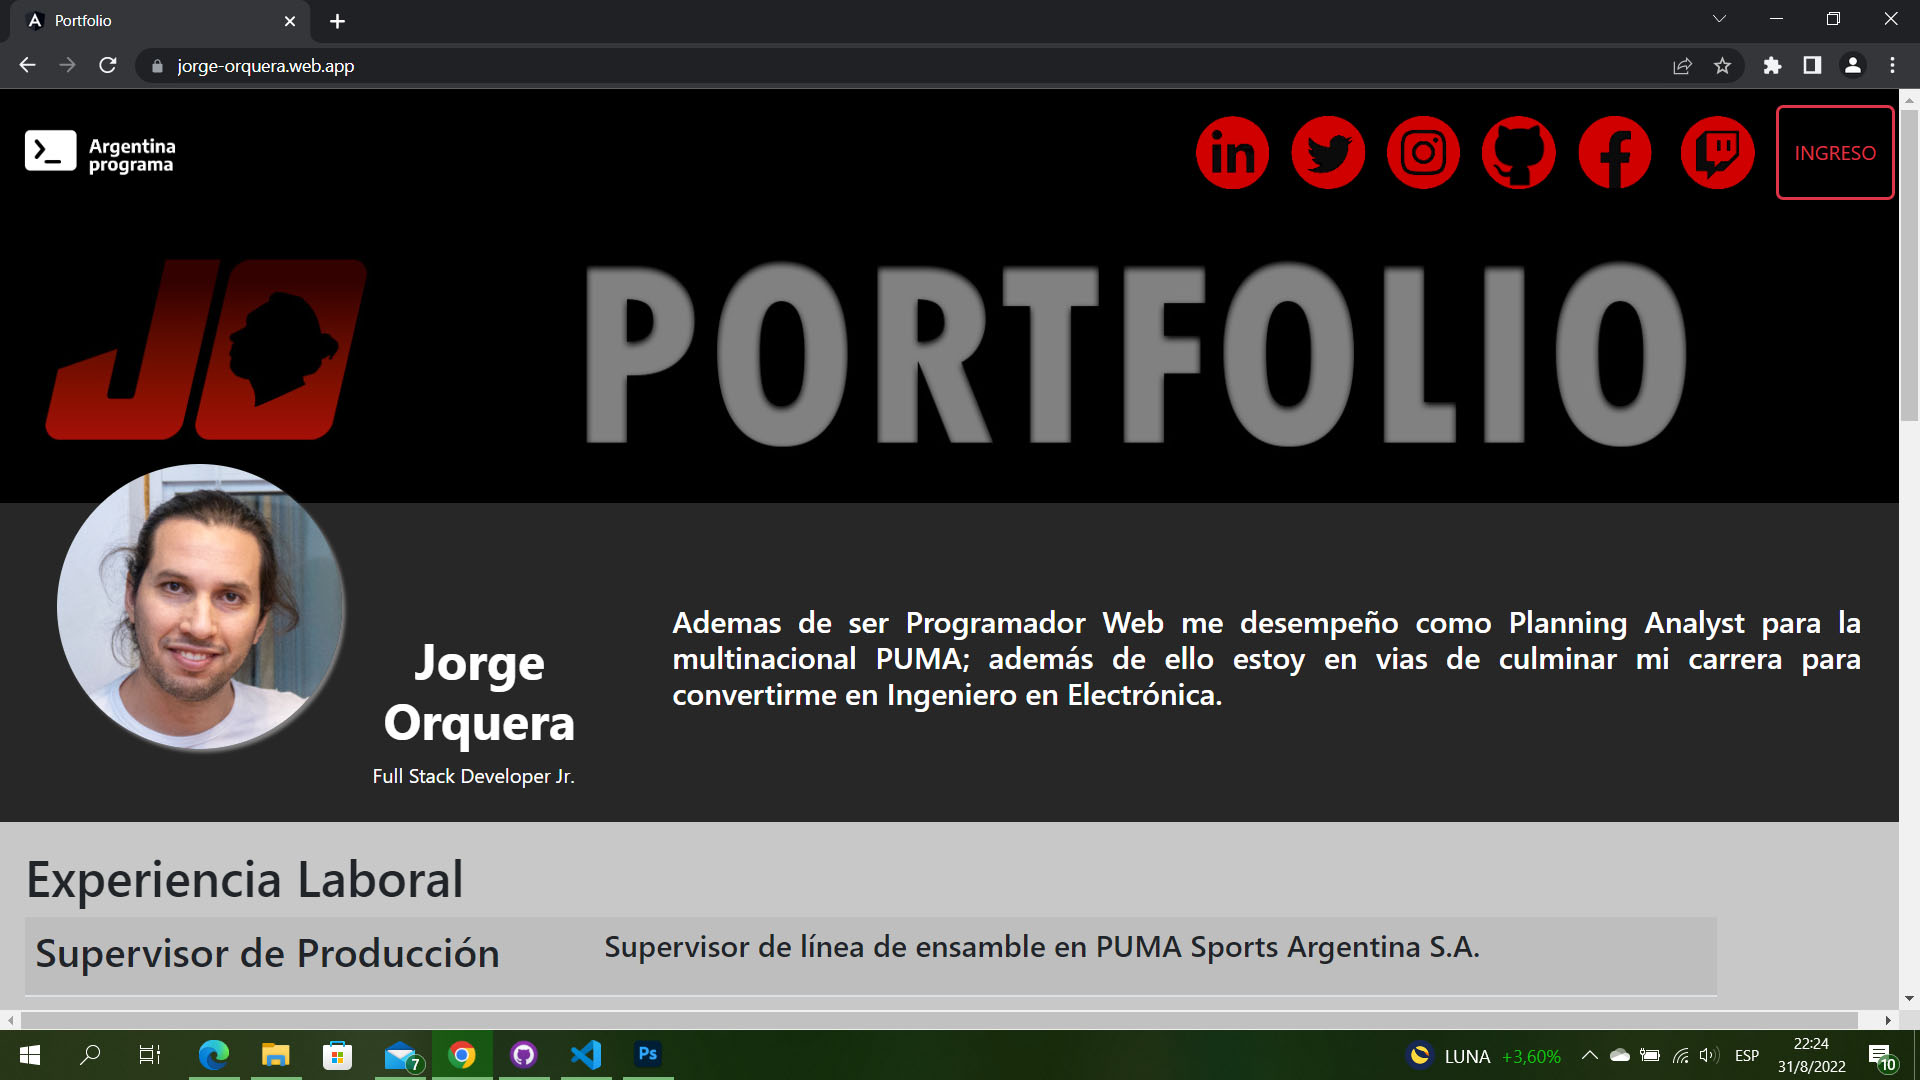 Portfolio
jorge-orquera.web.app
Argentina
programa
INGRESO
JO
PORTFOLIO
Jorge
Orquera
Full Stack Developer Jr.
Ademas de ser Programador Web me desempeño como Planning Analyst para la
multinacional PUMA; además de ello estoy en vias de culminar mi carrera para
convertirme en Ingeniero en Electrónica.
Experiencia Laboral
Supervisor de Producción
Supervisor de línea de ensamble en PUMA Sports Argentina S.A.
7
Ps
LUNA +3,60%
ESP
22:24
31/8/2022
10